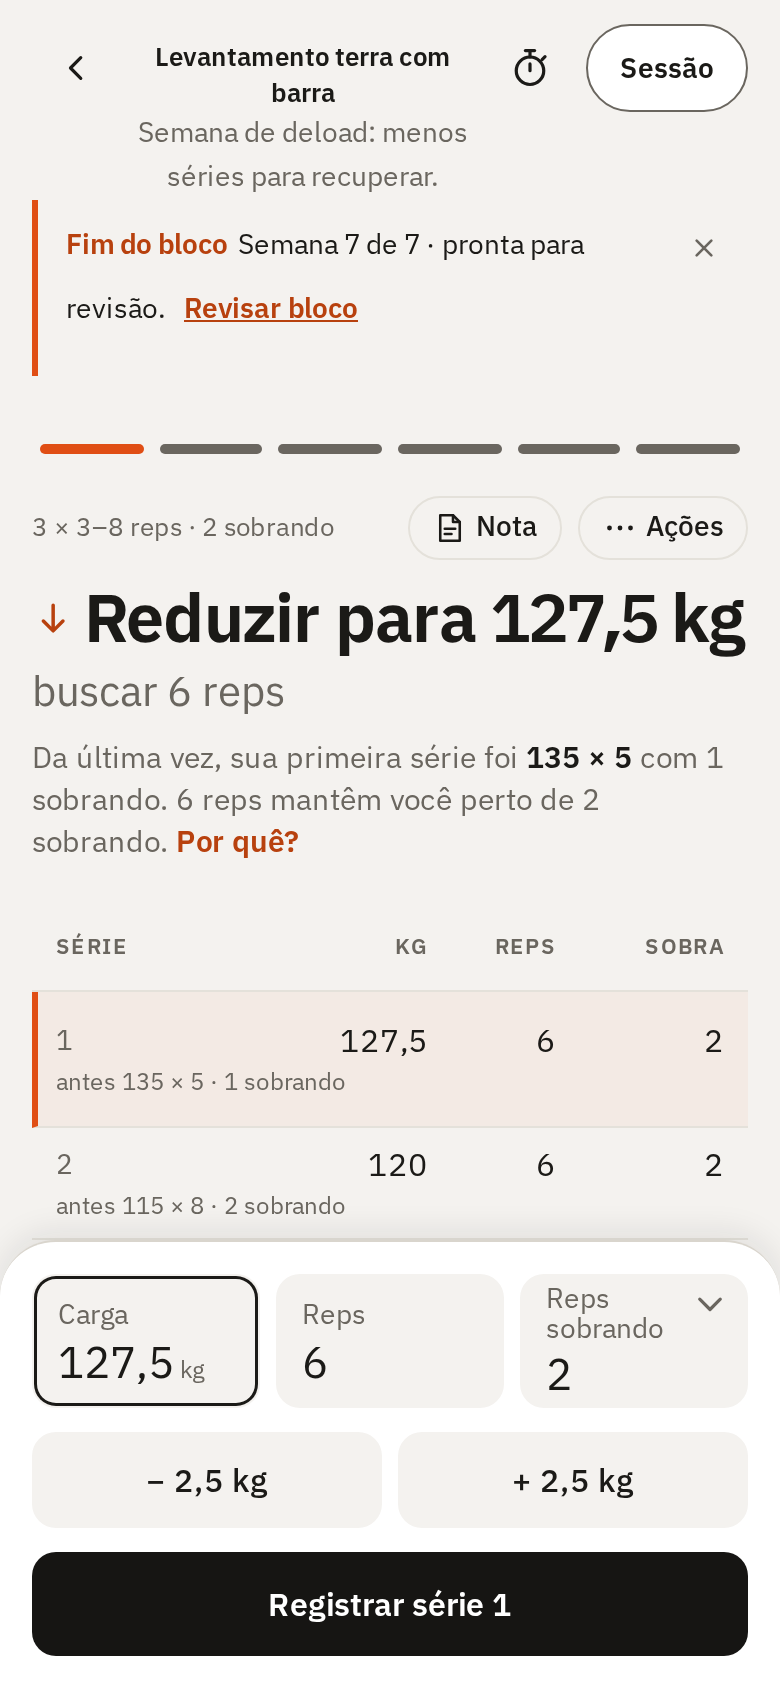 Levantamento terra com
barra
Semana de deload: menos
séries para recuperar.
Sessão
Fim do bloco Semana 7 de 7 · pronta para
revisão. Revisar bloco
3 × 3–8 reps · 2 sobrando
Nota
Ações
Reduzir para 127,5 kg
buscar 6 reps
Da última vez, sua primeira série foi 135 × 5 com 1
sobrando. 6 reps mantêm você perto de 2
sobrando. Por quê?
SÉRIE KG REPS SOBRA
1 127,5 6 2
antes 135 × 5 · 1 sobrando
2 120 6 2
antes 115 × 8 · 2 sobrando
Carga
127,5 kg
Reps
6
Reps
sobrando
2
− 2,5 kg
+ 2,5 kg
Registrar série 1